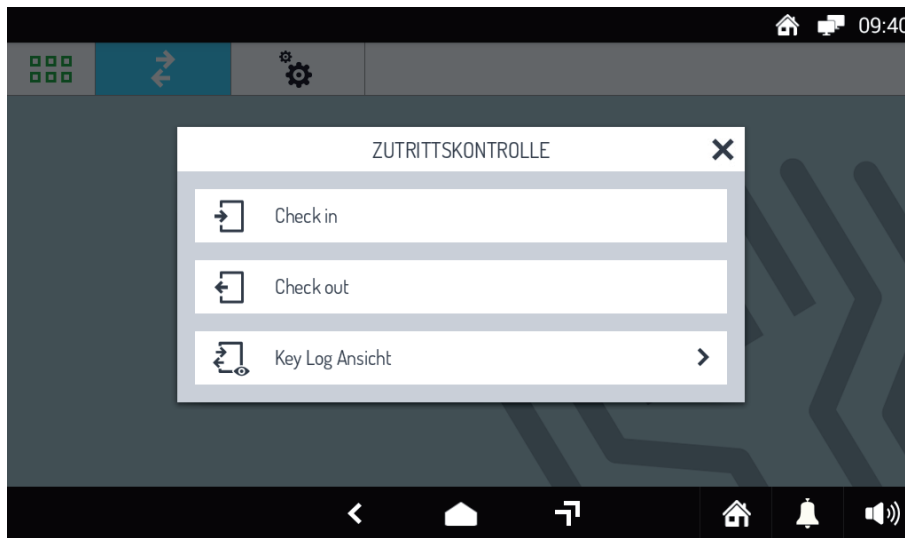 09:40
ZUTRITTSKONTROLLE
Check in
Check out
Key Log Ansicht